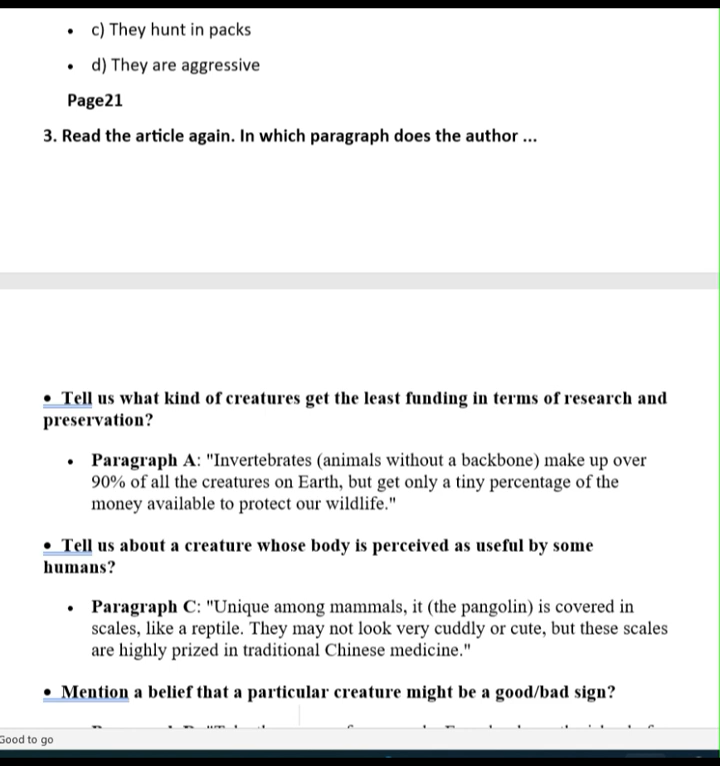 • c) They hunt in packs
• d) They are aggressive
Page21
3. Read the article again. In which paragraph does the author ...
• Tell us what kind of creatures get the least funding in terms of research and
preservation?
• Paragraph A: "Invertebrates (animals without a backbone) make up over
90% of all the creatures on Earth, but get only a tiny percentage of the
money available to protect our wildlife."
• Tell us about a creature whose body is perceived as useful by some
humans?
• Paragraph C: "Unique among mammals, it (the pangolin) is covered in
scales, like a reptile. They may not look very cuddly or cute, but these scales
are highly prized in traditional Chinese medicine."
• Mention a belief that a particular creature might be a good/bad sign?
Good to go